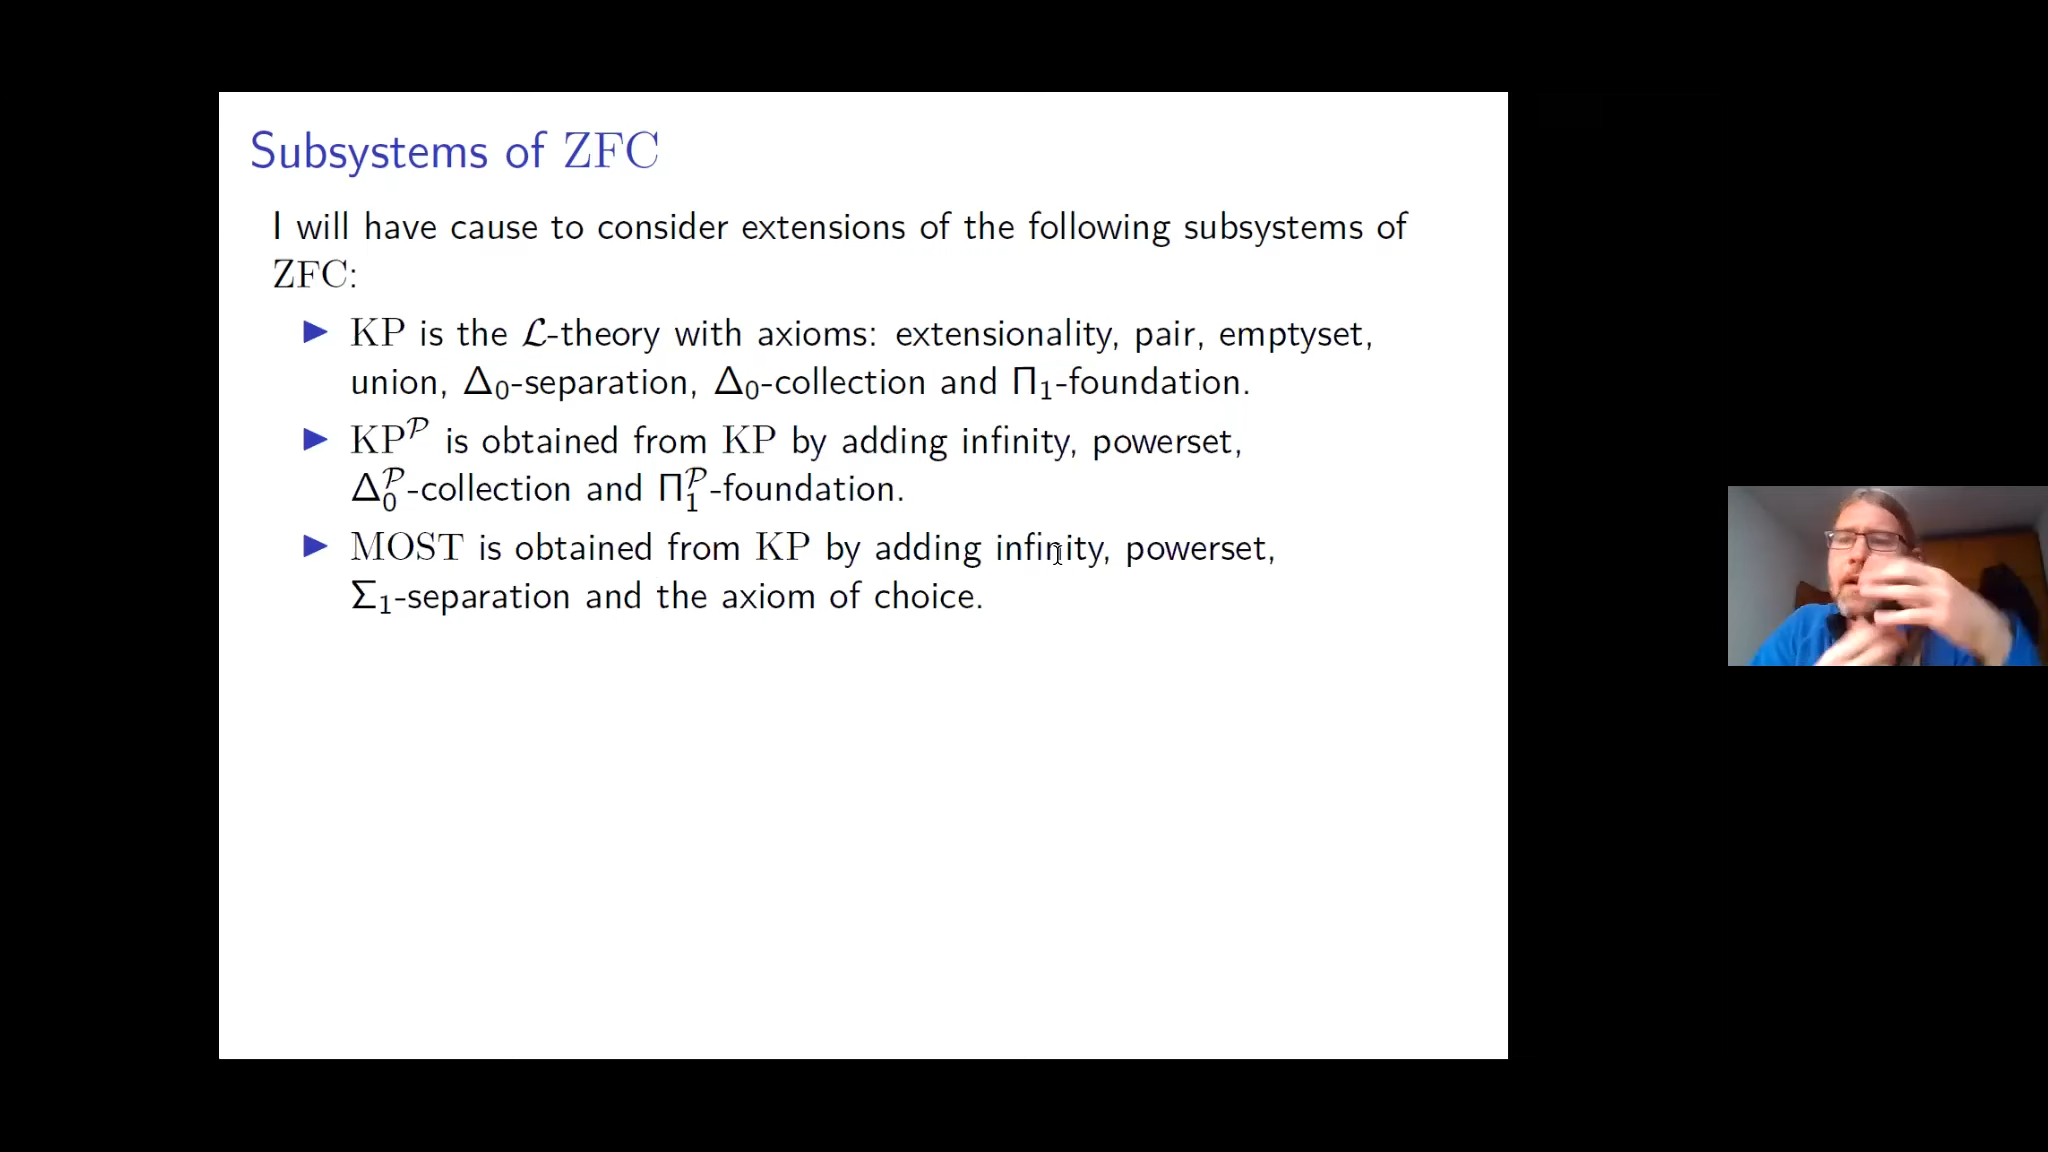 Subsystems of ZFC
I will have cause to consider extensions of the following subsystems of
ZFC:
▶ KP is the ℒ-theory with axioms: extensionality, pair, emptyset,
union, Δ₀-separation, Δ₀-collection and Π₁-foundation.
▶ KP^𝒫 is obtained from KP by adding infinity, powerset,
Δ₀^𝒫-collection and Π₁^𝒫-foundation.
▶ MOST is obtained from KP by adding infinity, powerset,
Σ₁-separation and the axiom of choice.